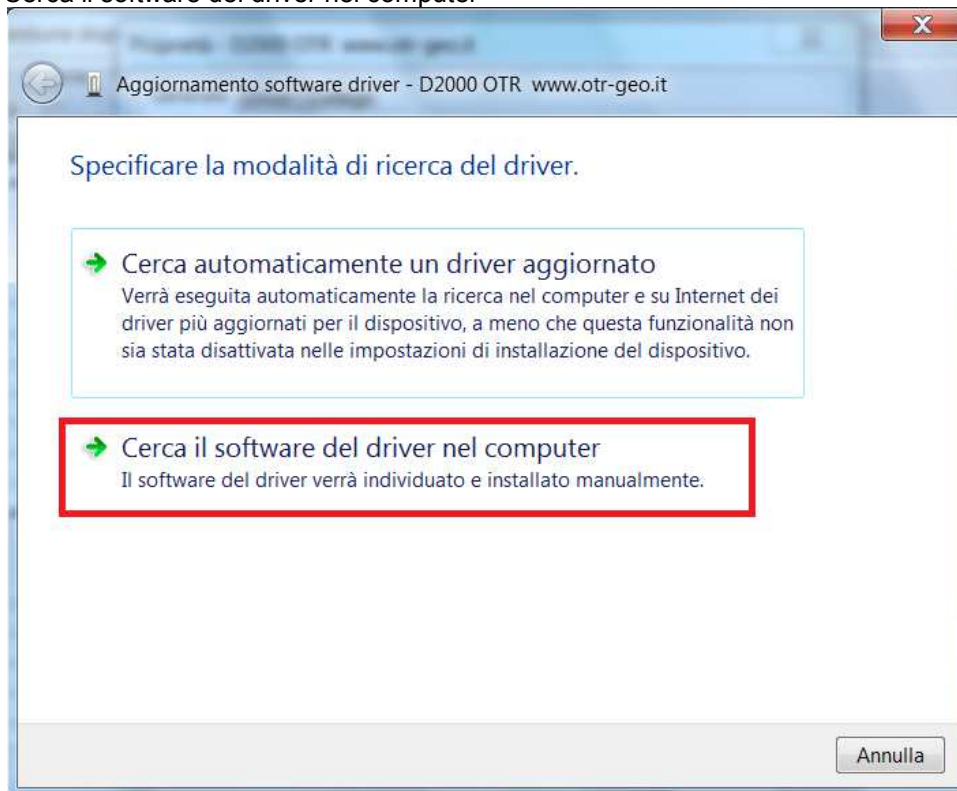 Cerca il software del driver nel computer
Aggiornamento software driver - D2000 OTR www.otr-geo.it
Specificare la modalità di ricerca del driver.
Cerca automaticamente un driver aggiornato
Verrà eseguita automaticamente la ricerca nel computer e su Internet dei
driver più aggiornati per il dispositivo, a meno che questa funzionalità non
sia stata disattivata nelle impostazioni di installazione del dispositivo.
Cerca il software del driver nel computer
Il software del driver verrà individuato e installato manualmente.
Annulla